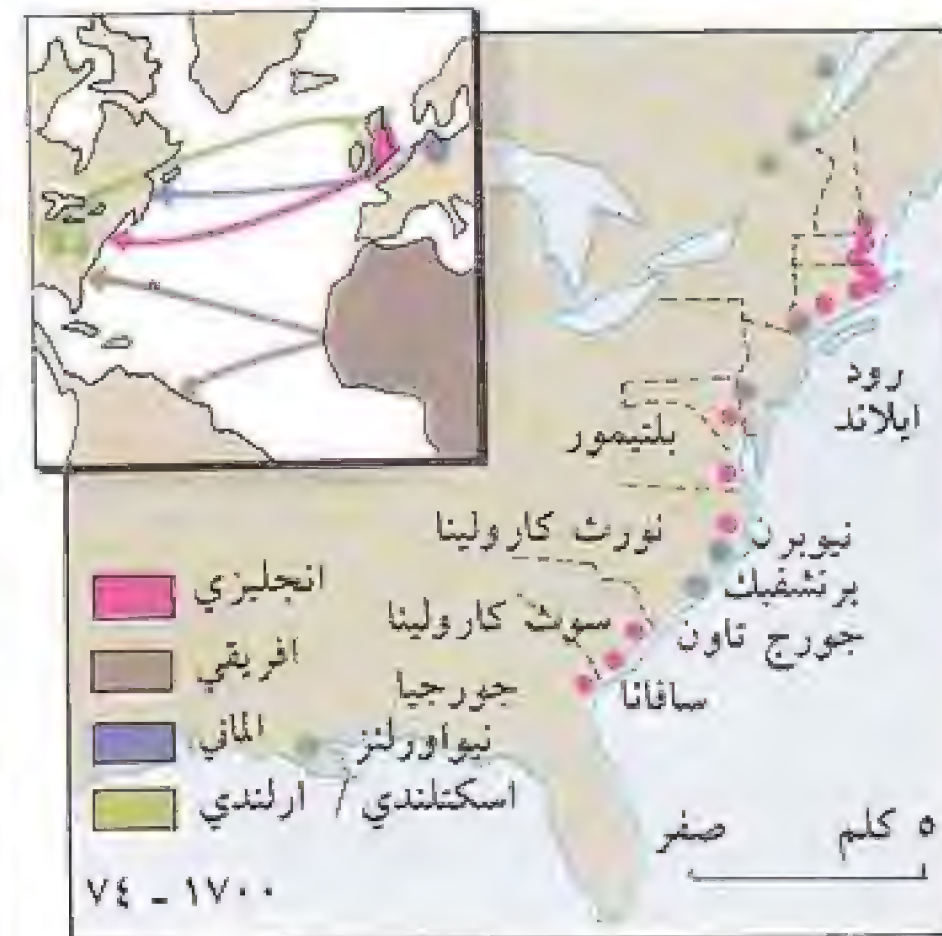 رود
ايلاند
بلتيمور
نورث كارولينا
نيوبرن
برنشفيك
جورج تاون
سوث كارولينا
سافانا
جورجيا
نيواورلنز
انجليزي
افريقي
الماني
اسكتلندي / ارلندي
صفر
٥ كلم
١٧٠٠ - ٧٤